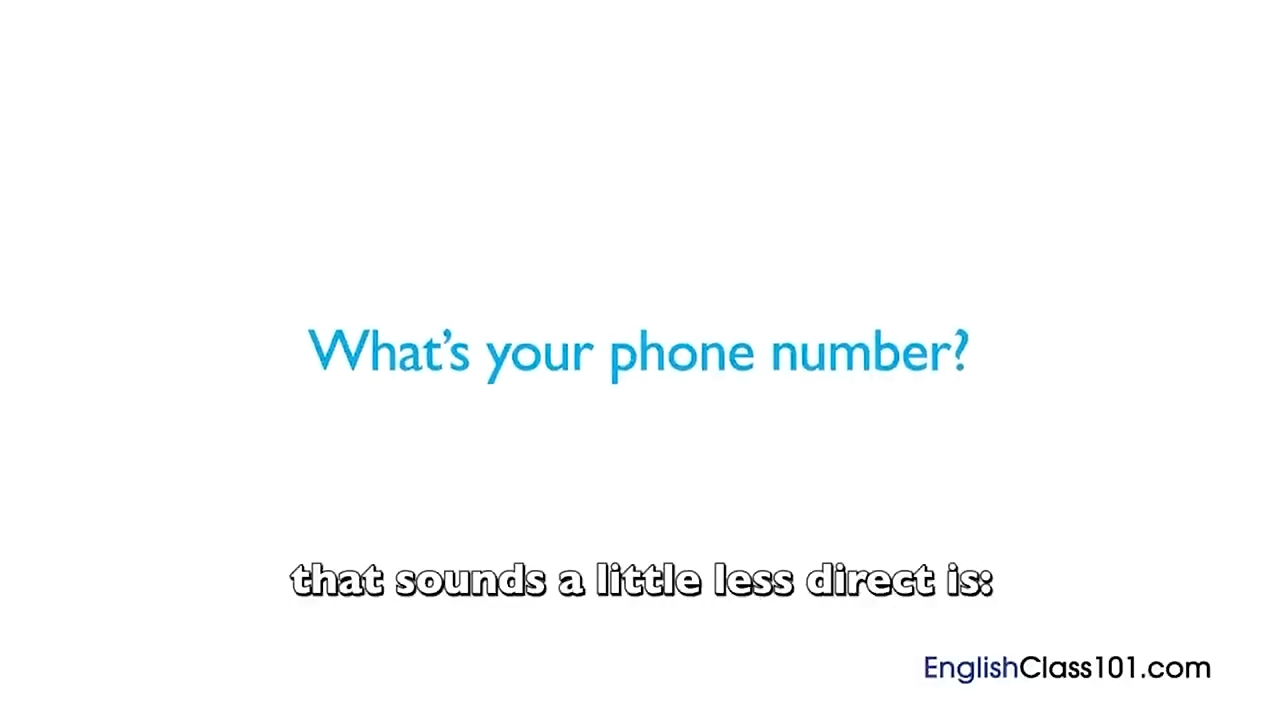 What's your phone number?
that sounds a little less direct is:
EnglishClass101.com